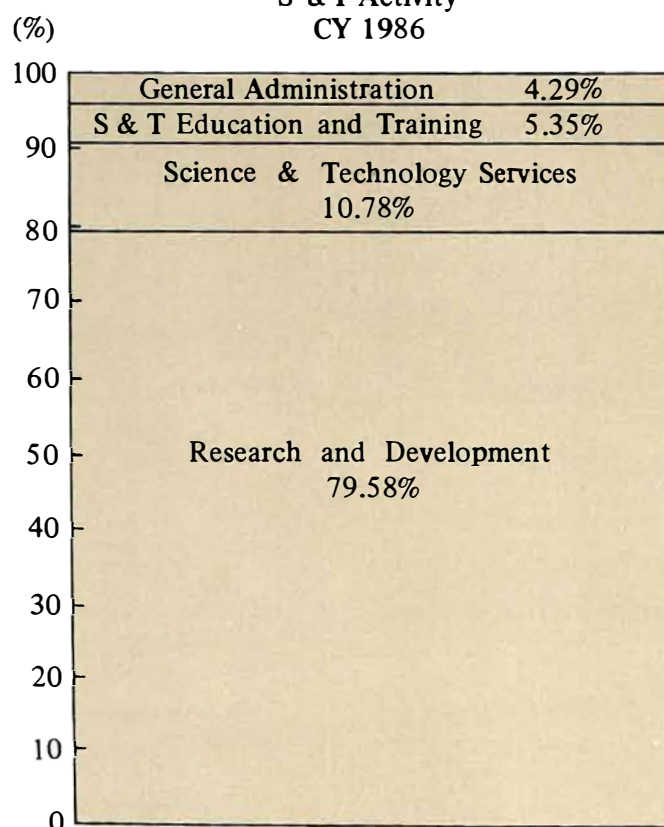 S & T Activity
(%) CY 1986
100
General Administration 4.29%
S & T Education and Training 5.35%
90
Science & Technology Services
10.78%
80
70
60
50
Research and Development
79.58%
40
30
20
10
0